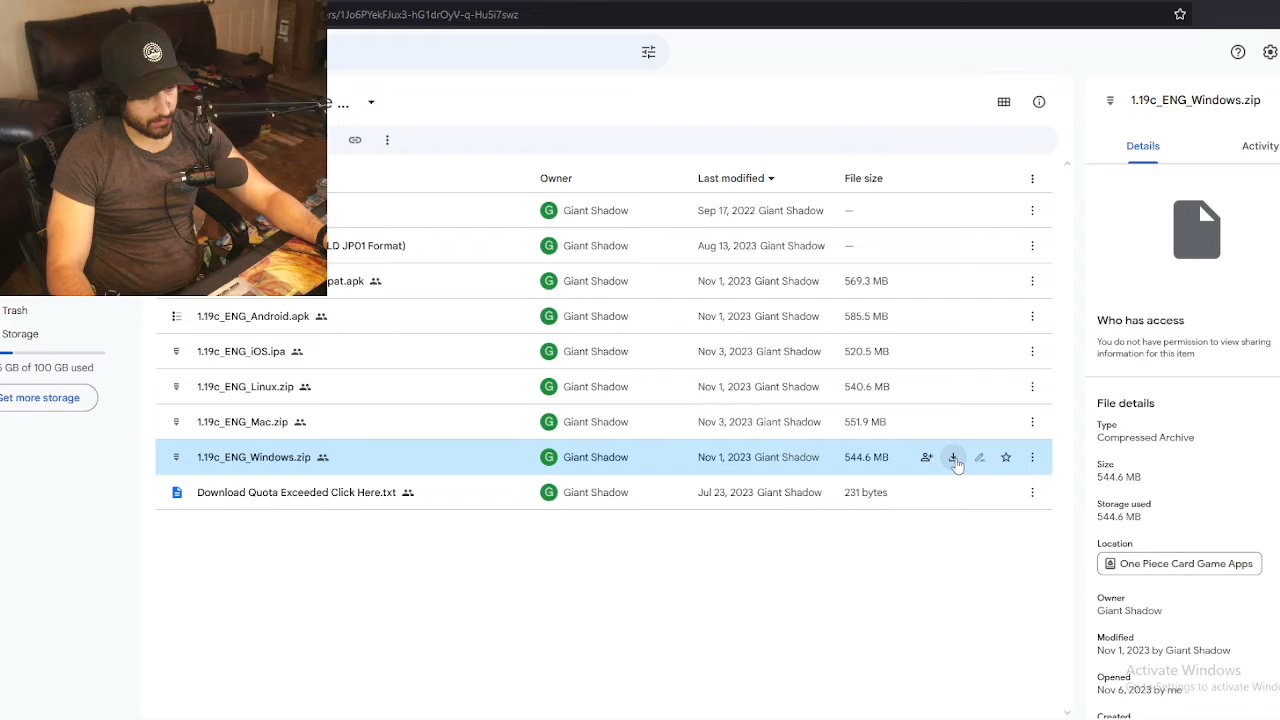 rs/1Jo6PYekFJux3-hG1drOyV-q-Hu5i7swz
e ...
1.19c_ENG_Windows.zip
Details
Activity
Owner
Last modified
File size
Giant Shadow
Sep 17, 2022 Giant Shadow
—
LD JP01 Format)
Giant Shadow
Aug 13, 2023 Giant Shadow
—
pat.apk
Giant Shadow
Nov 1, 2023 Giant Shadow
569.3 MB
Trash
1.19c_ENG_Android.apk
Giant Shadow
Nov 1, 2023 Giant Shadow
585.5 MB
Storage
1.19c_ENG_iOS.ipa
Giant Shadow
Nov 3, 2023 Giant Shadow
520.5 MB
GB of 100 GB used
1.19c_ENG_Linux.zip
Giant Shadow
Nov 1, 2023 Giant Shadow
540.6 MB
Get more storage
1.19c_ENG_Mac.zip
Giant Shadow
Nov 3, 2023 Giant Shadow
551.9 MB
1.19c_ENG_Windows.zip
Giant Shadow
Nov 1, 2023 Giant Shadow
544.6 MB
Download Quota Exceeded Click Here.txt
Giant Shadow
Jul 23, 2023 Giant Shadow
231 bytes
Who has access
You do not have permission to view sharing
information for this item
File details
Type
Compressed Archive
Size
544.6 MB
Storage used
544.6 MB
Location
One Piece Card Game Apps
Owner
Giant Shadow
Modified
Nov 1, 2023 by Giant Shadow
Opened
Nov 6, 2023 by me
Created
Activate Windows
Go to Settings to activate Wind